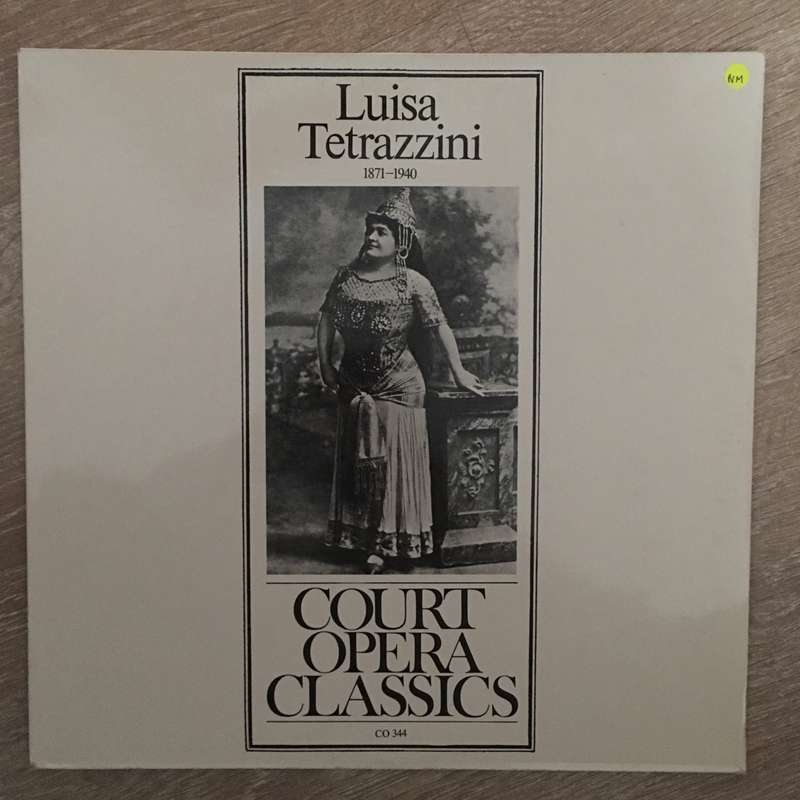 NM
Luisa
Tetrazzini
1871–1940
COURT
OPERA
CLASSICS
CO 344